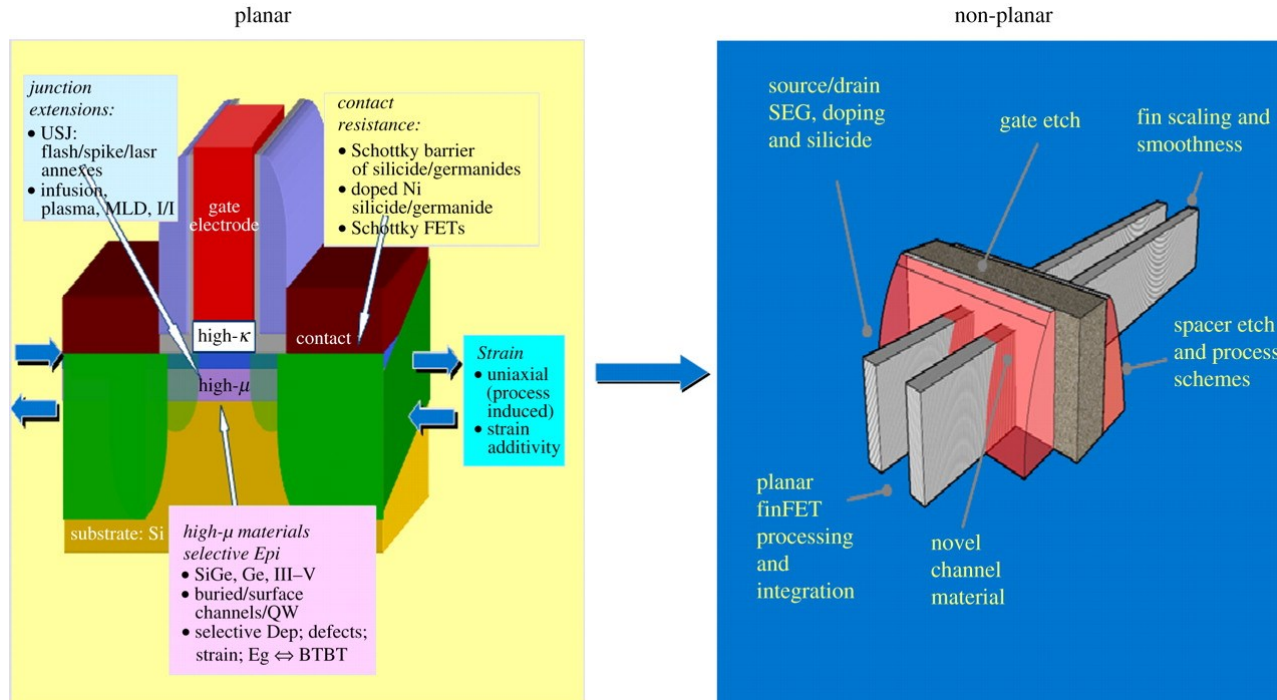 planar
non-planar
junction
extensions:
• USJ:
flash/spike/lasr
annexes
• infusion,
plasma, MLD, I/I
contact
resistance:
• Schottky barrier
of silicide/germanides
• doped Ni
silicide/germanide
• Schottky FETs
gate
electrode
high-κ
contact
high-μ
Strain
• uniaxial
(process
induced)
• strain
additivity
substrate: Si
high-μ materials
selective Epi
• SiGe, Ge, III–V
• buried/surface
channels/QW
• selective Dep; defects;
strain; Eg ⇔ BTBT
source/drain
SEG, doping
and silicide
gate etch
fin scaling and
smoothness
spacer etch
and process
schemes
planar
finFET
processing
and
integration
novel
channel
material